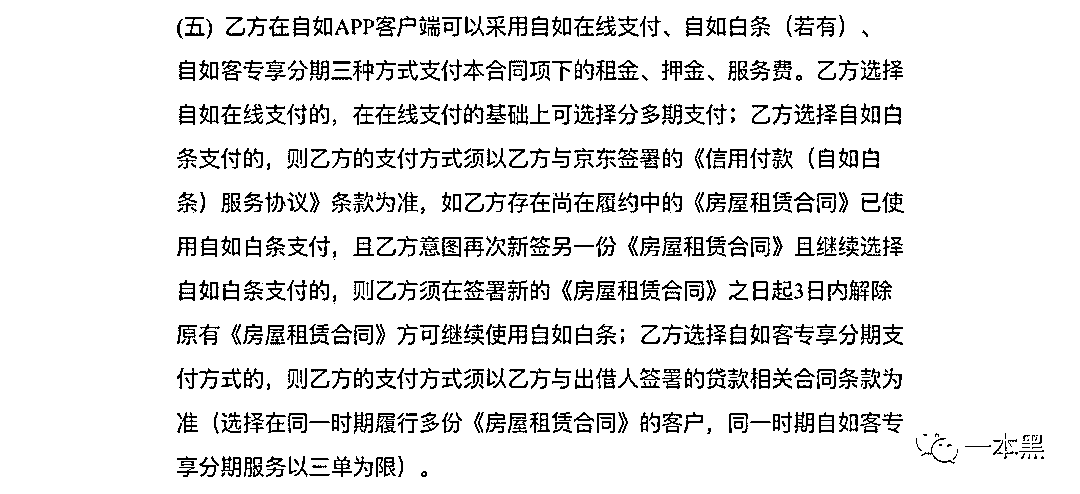 (五) 乙方在自如APP客户端可以采用自如在线支付、自如白条（若有）、
自如客专享分期三种方式支付本合同项下的租金、押金、服务费。乙方选择
自如在线支付的，在在线支付的基础上可选择分多期支付；乙方选择自如白
条支付的，则乙方的支付方式须以乙方与京东签署的《信用付款（自如白
条）服务协议》条款为准，如乙方存在尚在履约中的《房屋租赁合同》已使
用自如白条支付，且乙方意图再次新签另一份《房屋租赁合同》且继续选择
自如白条支付的，则乙方须在签署新的《房屋租赁合同》之日起3日内解除
原有《房屋租赁合同》方可继续使用自如白条；乙方选择自如客专享分期支
付方式的，则乙方的支付方式须以乙方与出借人签署的贷款相关合同条款为
准（选择在同一时期履行多份《房屋租赁合同》的客户，同一时期自如客专
享分期服务以三单为限）。
一本黑